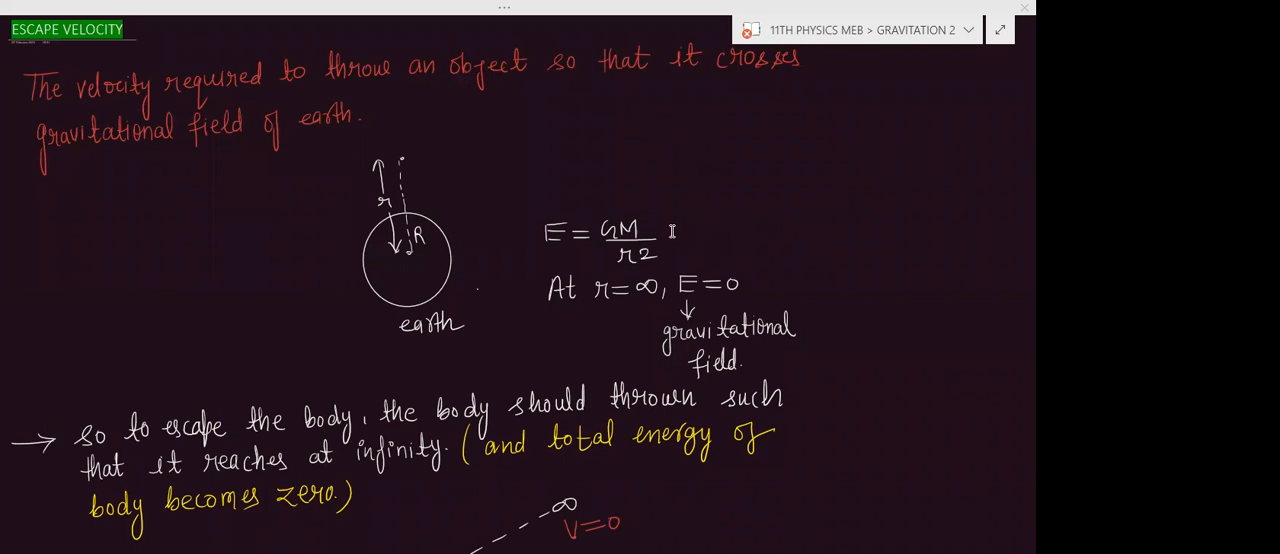 ESCAPE VELOCITY
11TH PHYSICS MEB > GRAVITATION 2
The velocity required to throw an object so that it crosses
gravitational field of earth.
r
R
E = GM/r2
At r=∞, E=0
gravitational
field.
earth
so to escape the body, the body should thrown such
that it reaches at infinity. (and total energy of
body becomes zero.)
∞
V=0